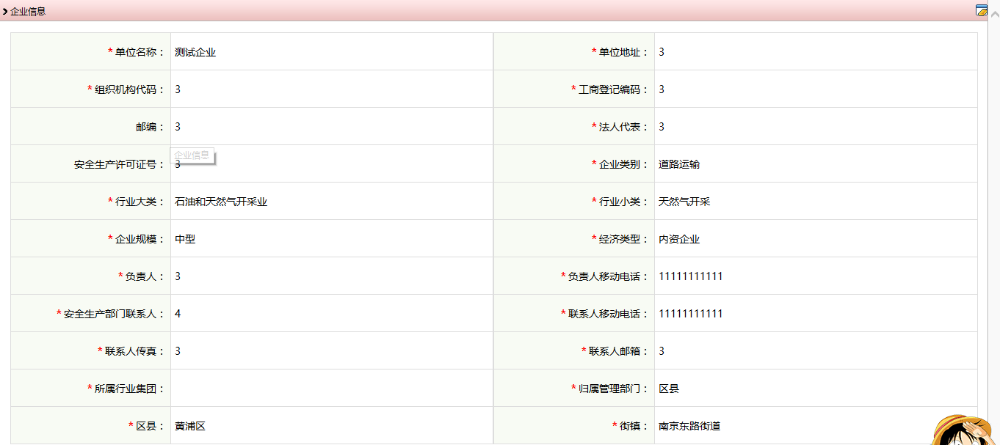 企业信息
*单位名称： 测试企业 *单位地址： 3
*组织机构代码： 3 *工商登记编码： 3
邮编： 3 *法人代表： 3
企业信息
安全生产许可证号： 3 *企业类别： 道路运输
*行业大类： 石油和天然气开采业 *行业小类： 天然气开采
*企业规模： 中型 *经济类型： 内资企业
*负责人： 3 *负责人移动电话： 11111111111
*安全生产部门联系人： 4 *联系人移动电话： 11111111111
*联系人传真： 3 *联系人邮箱： 3
*所属行业集团： *归属管理部门： 区县
*区县： 黄浦区 *街镇： 南京东路街道